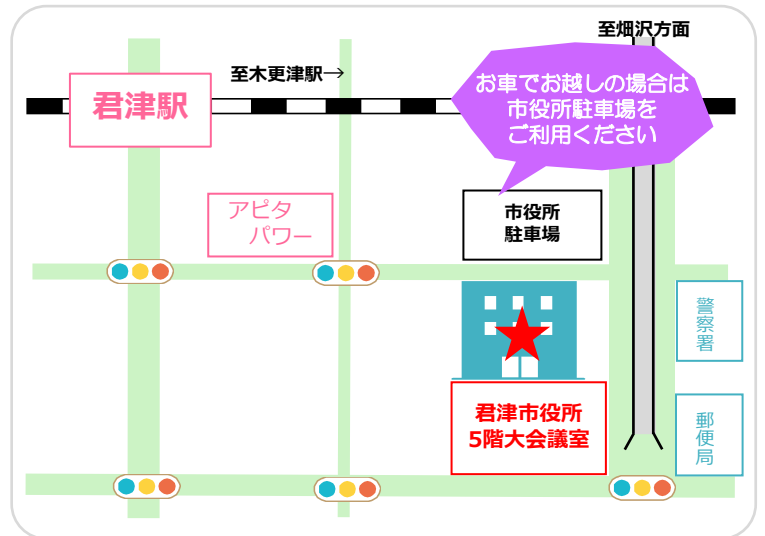 至畑沢方面
至木更津駅→
君津駅
お車でお越しの場合は
市役所駐車場を
ご利用ください
アピタ
パワー
市役所
駐車場
警察署
君津市役所
5階大会議室
郵便局